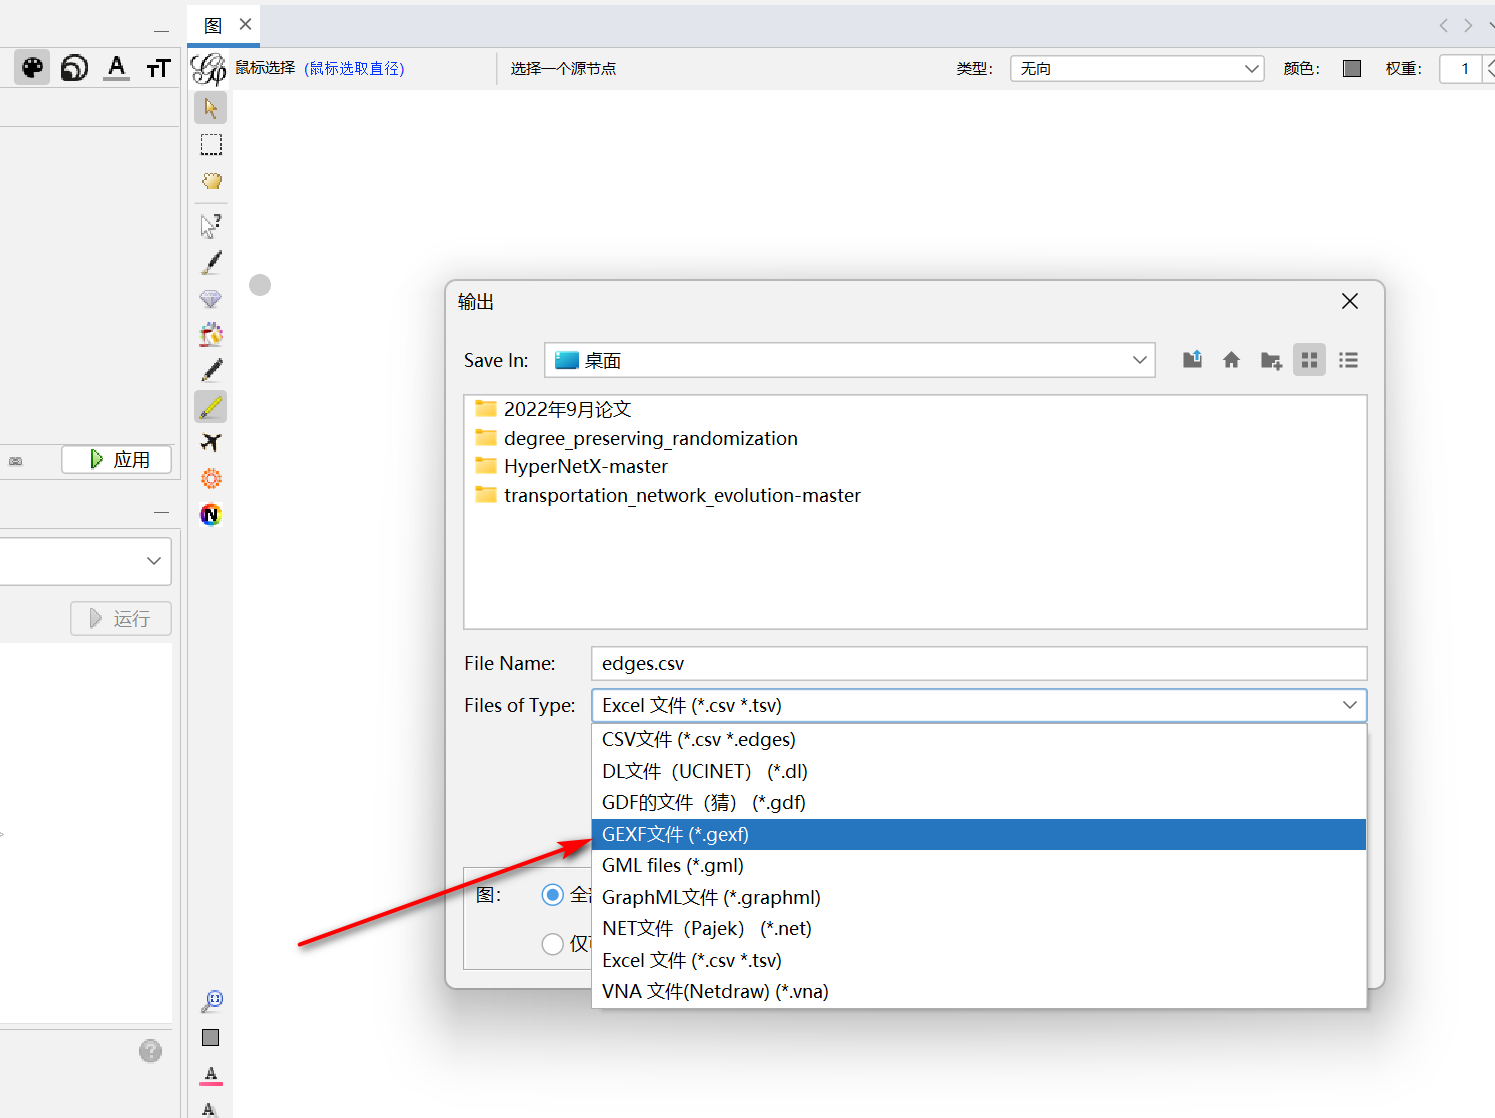 图
A
TT
鼠标选择 (鼠标选取直径) 选择一个源节点 类型: 无向 颜色: 权重: 1
输出
Save In: 桌面
2022年9月论文
degree_preserving_randomization
HyperNetX-master
transportation_network_evolution-master
应用
N
运行
File Name: edges.csv
Files of Type: Excel 文件 (*.csv *.tsv)
CSV文件 (*.csv *.edges)
DL文件（UCINET） (*.dl)
GDF的文件（猜） (*.gdf)
GEXF文件 (*.gexf)
GML files (*.gml)
图: 全
GraphML文件 (*.graphml)
NET文件（Pajek） (*.net)
仅
Excel 文件 (*.csv *.tsv)
VNA 文件(Netdraw) (*.vna)
A
A